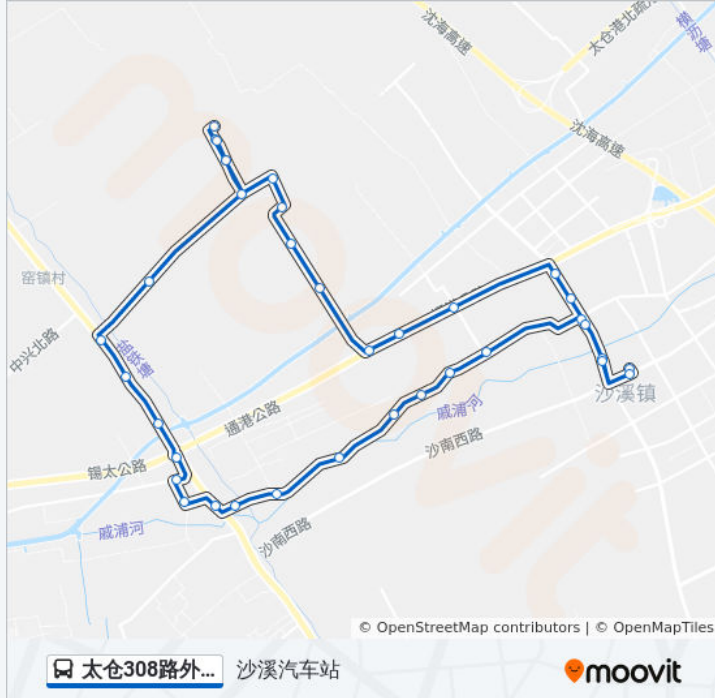 沈海高速
太仓港北疏
横沥塘
沈海高速
窑镇村
中兴北路
盐铁塘
通港公路
戚浦河
沙溪镇
沙南西路
锡太公路
戚浦河
沙南西路
moovit
© OpenStreetMap contributors | © OpenMapTiles
太仓308路外...
沙溪汽车站
moovit